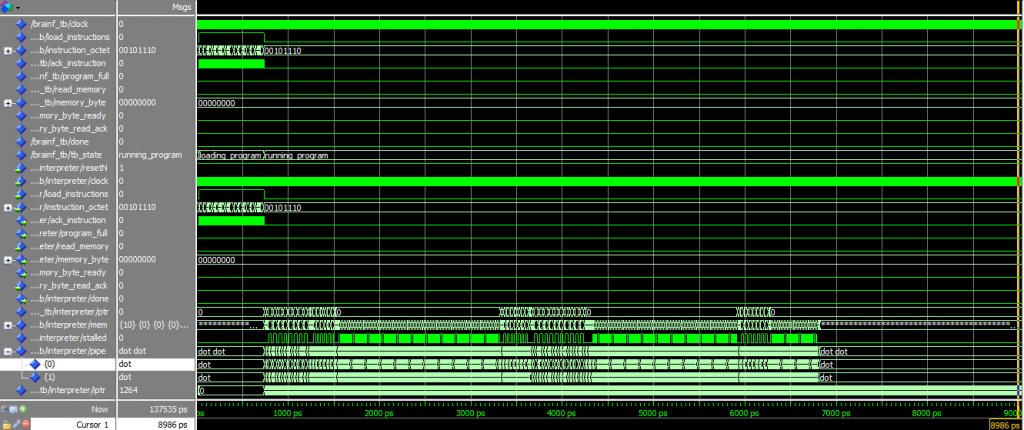 Msgs
/brainf_tb/clock 0
...b/load_instructions 0
...b/instruction_octet 00101110 00101110
...tb/ack_instruction 0
...nf_tb/program_full 0
..._tb/read_memory 0
..._tb/memory_byte 00000000 00000000
...mory_byte_ready 0
...ry_byte_read_ack 0
/brainf_tb/done 0
/brainf_tb/tb_state running_program loading_program running_program
...interpreter/resetN 1
...b/interpreter/clock 0
...r/load_instructions 0
...r/instruction_octet 00101110 00101110
...er/ack_instruction 0
...reter/program_full 0
...eter/read_memory 0
...eter/memory_byte 00000000 00000000
...mory_byte_ready 0
...ry_byte_read_ack 0
...b/interpreter/done 0
..._tb/interpreter/ptr 0 0 0 0 0
...b/interpreter/mem {10} {0} {0} {0}...
...interpreter/stalled 0
...b/interpreter/pipe dot dot dot dot dot dot
(0) dot dot dot
(1) dot dot dot
...tb/interpreter/iptr 1264 0
Now 137535 ps ps 1000 ps 2000 ps 3000 ps 4000 ps 5000 ps 6000 ps 7000 ps 8000 ps 9000
Cursor 1 8986 ps 8986 ps